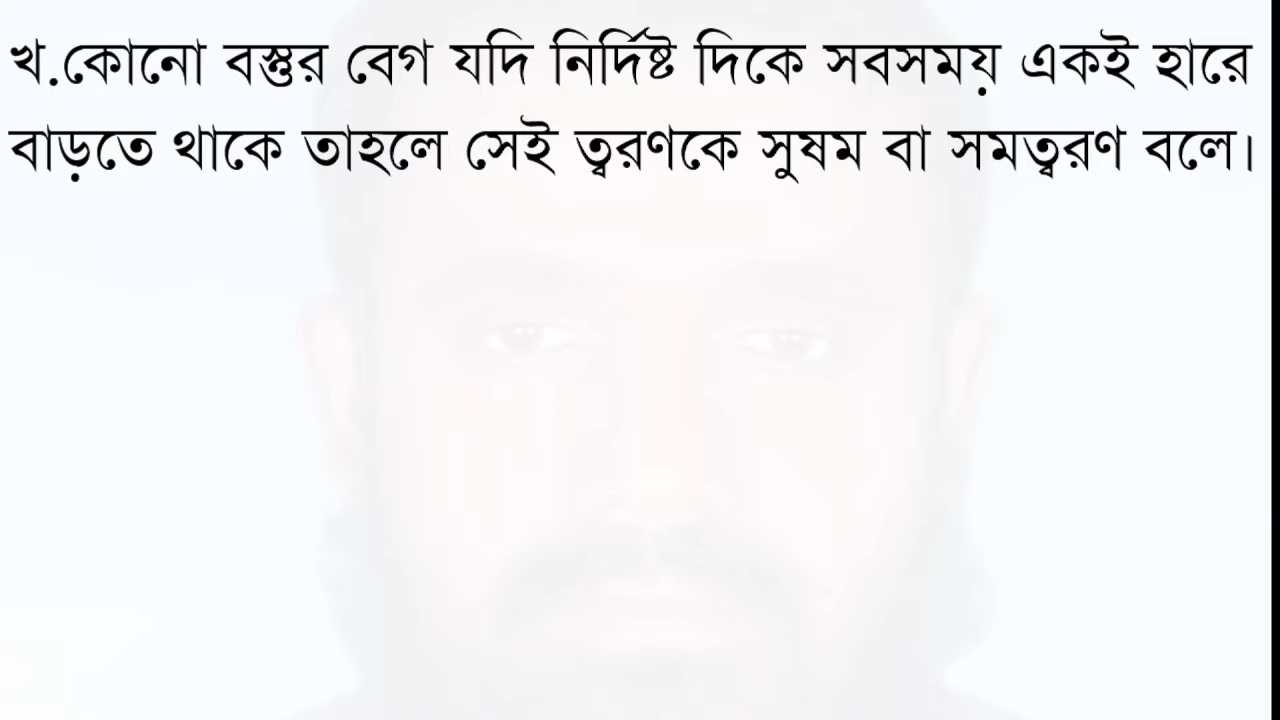 খ.কোনো বস্তুর বেগ যদি নির্দিষ্ট দিকে সবসময় একই হারে
বাড়তে থাকে তাহলে সেই ত্বরণকে সুষম বা সমত্বরণ বলে।